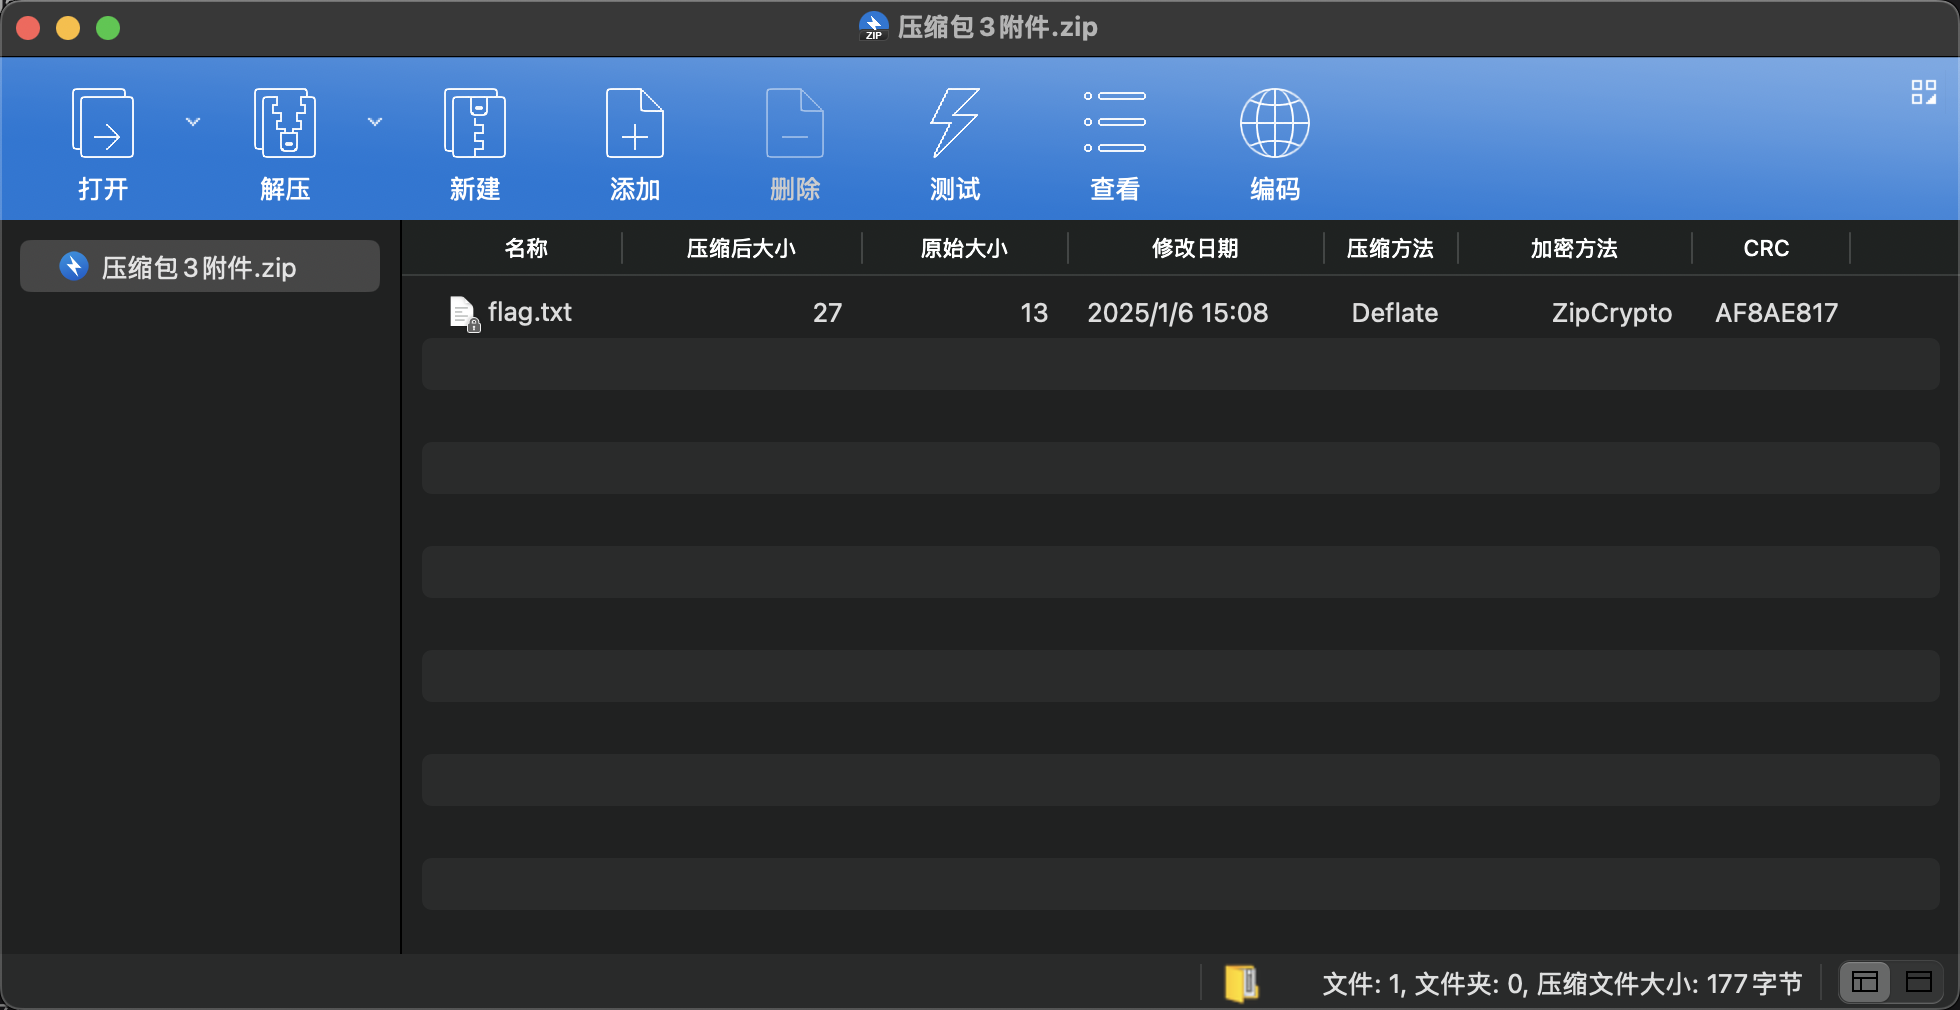 压缩包3附件.zip
打开 解压 新建 添加 删除 测试 查看 编码
压缩包3附件.zip
名称 压缩后大小 原始大小 修改日期 压缩方法 加密方法 CRC
flag.txt 27 13 2025/1/6 15:08 Deflate ZipCrypto AF8AE817
文件: 1, 文件夹: 0, 压缩文件大小: 177字节